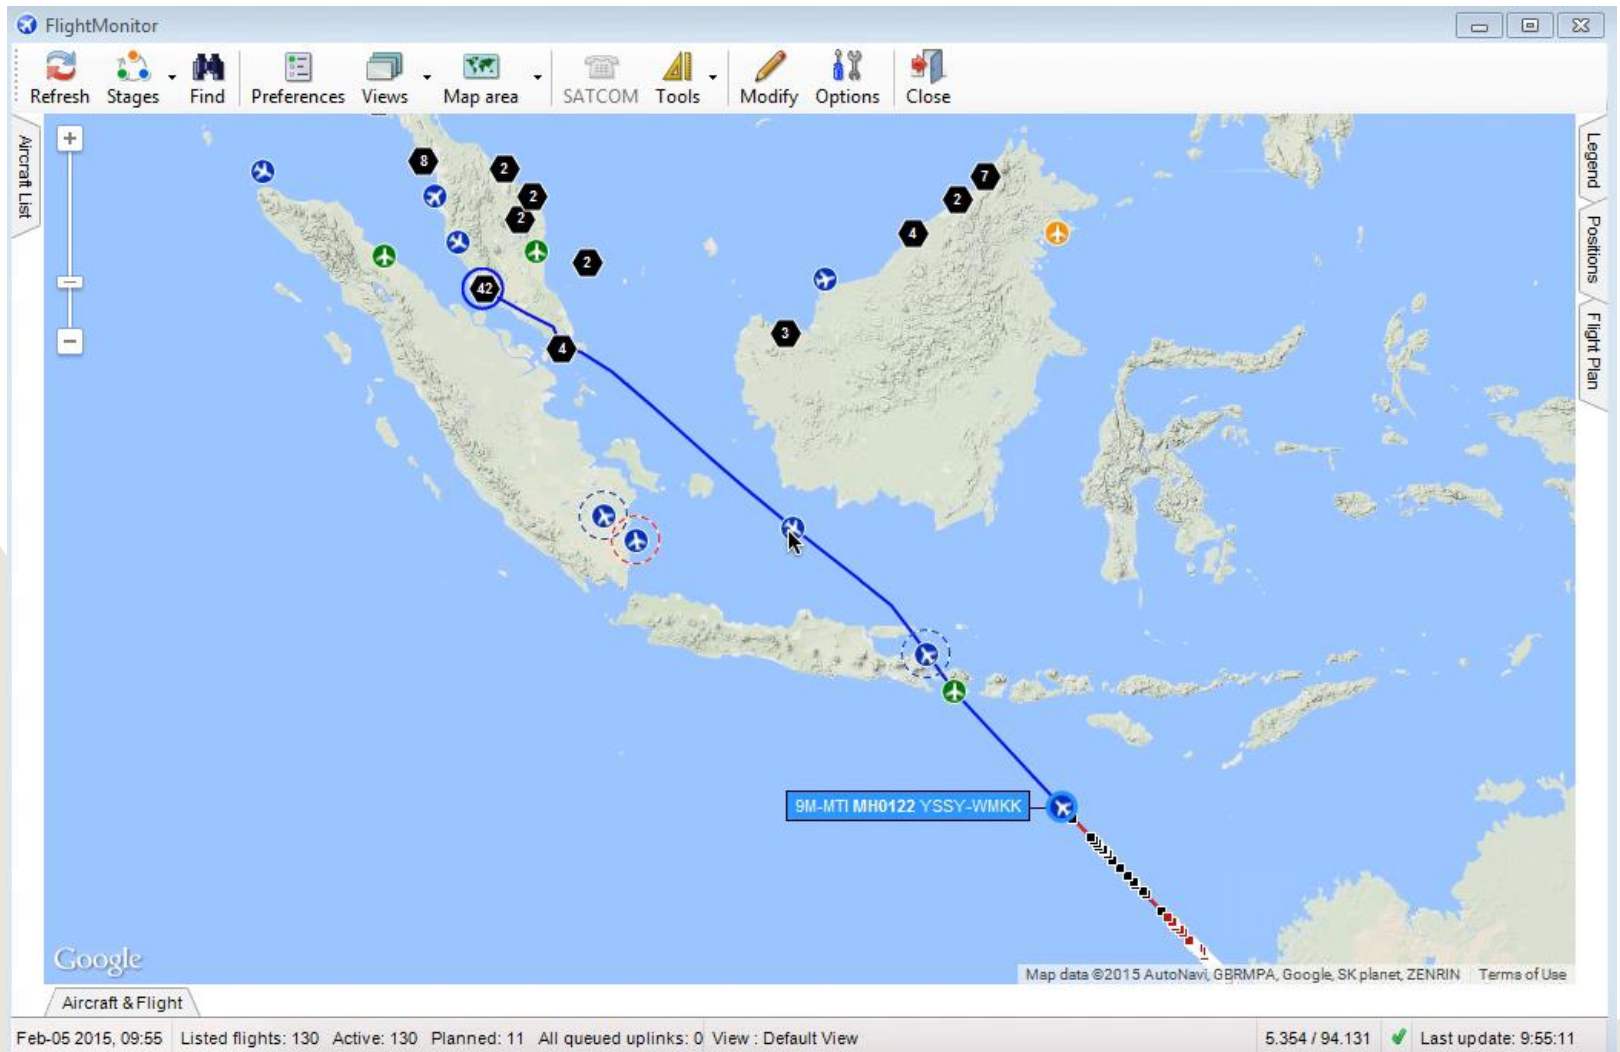 FlightMonitor
Refresh Stages Find Preferences Views Map area SATCOM Tools Modify Options Close
Aircraft List
Legend
Positions
Flight Plan
8
2
2
2
2
42
4
7
2
4
3
9M-MTI MH0122 YSSY-WMKK
Google
Map data ©2015 AutoNavi, GBRMPA, Google, SK planet, ZENRIN Terms of Use
Aircraft & Flight
Feb-05 2015, 09:55 Listed flights: 130 Active: 130 Planned: 11 All queued uplinks: 0 View : Default View 5.354 / 94.131 Last update: 9:55:11